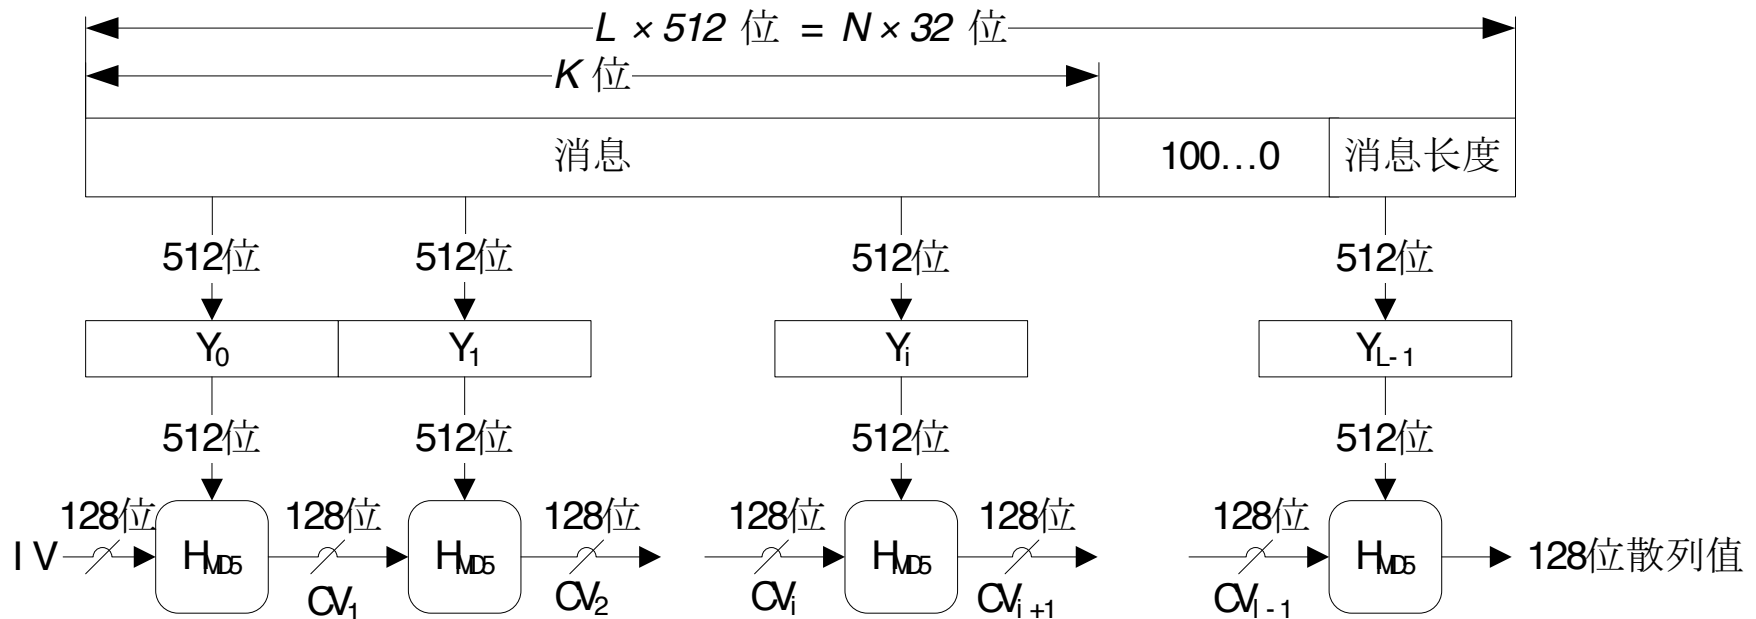 L × 512 位 = N × 32 位
K 位
消息 100…0 消息长度
512位 512位 512位 512位
Y0 Y1 Yi YL-1
512位 512位 512位 512位
128位 128位 128位 128位 128位 128位
IV HMD5 HMD5 HMD5 HMD5 128位散列值
CV1 CV2 CVi CVi+1 CVl-1